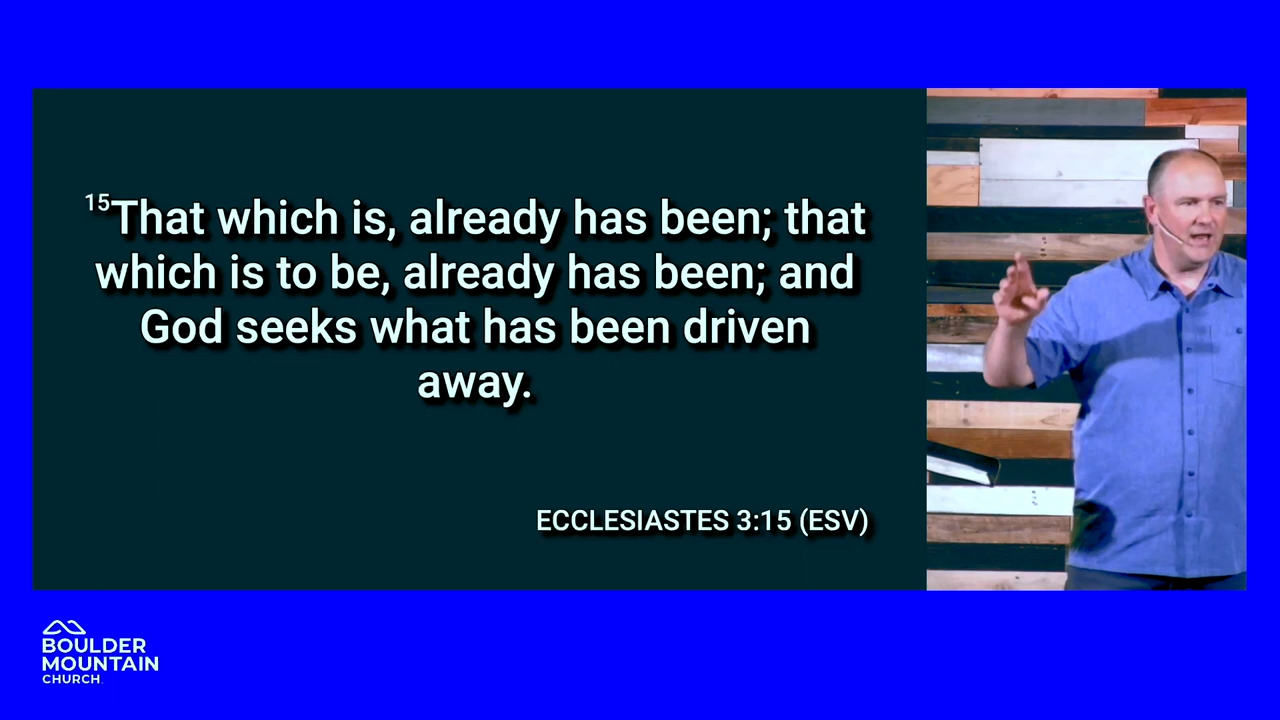 15That which is, already has been; that
which is to be, already has been; and
God seeks what has been driven
away.
ECCLESIASTES 3:15 (ESV)
BOULDER
MOUNTAIN
CHURCH